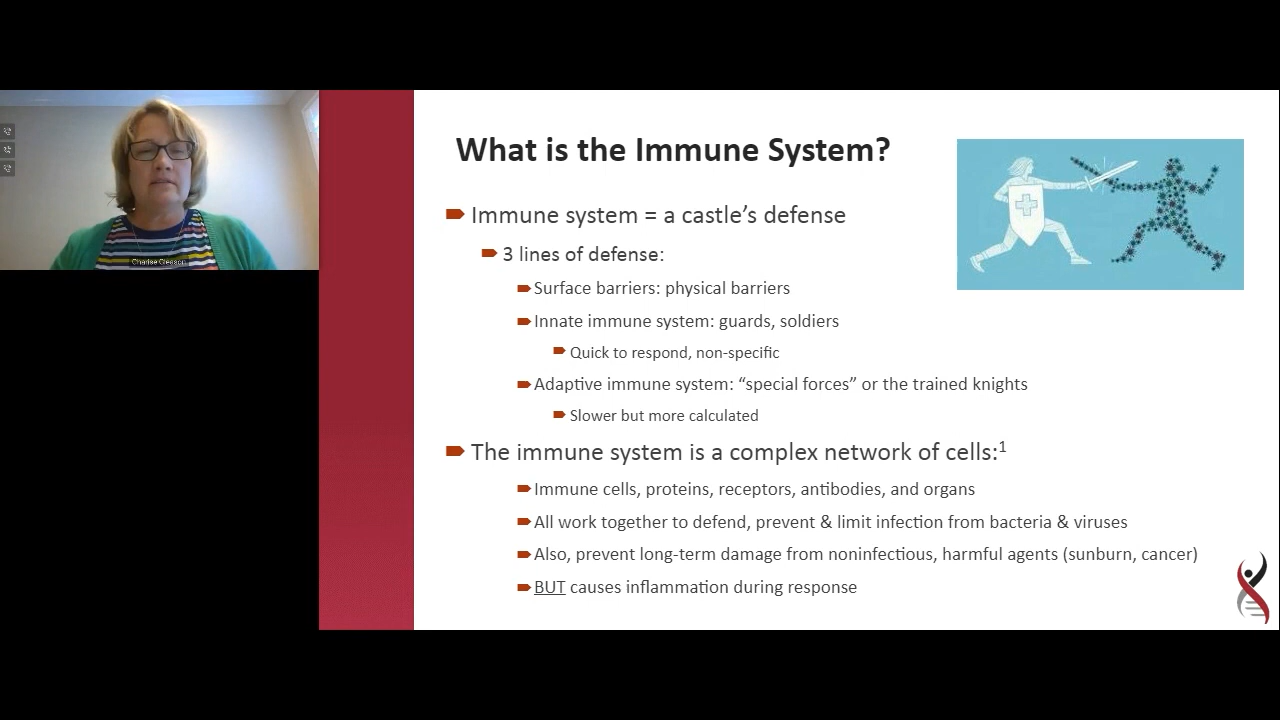 Charise Gleason
What is the Immune System?
Immune system = a castle’s defense
3 lines of defense:
Surface barriers: physical barriers
Innate immune system: guards, soldiers
Quick to respond, non-specific
Adaptive immune system: “special forces” or the trained knights
Slower but more calculated
The immune system is a complex network of cells:1
Immune cells, proteins, receptors, antibodies, and organs
All work together to defend, prevent & limit infection from bacteria & viruses
Also, prevent long-term damage from noninfectious, harmful agents (sunburn, cancer)
BUT causes inflammation during response